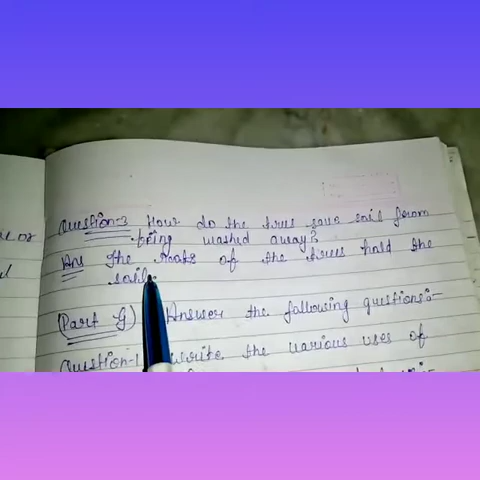 Question-3 How do the trees save soil from
being washed away?
Ans The roots of the trees hold the
soil.
Part G) Answer the following questions:-
Question-1 write the various uses of